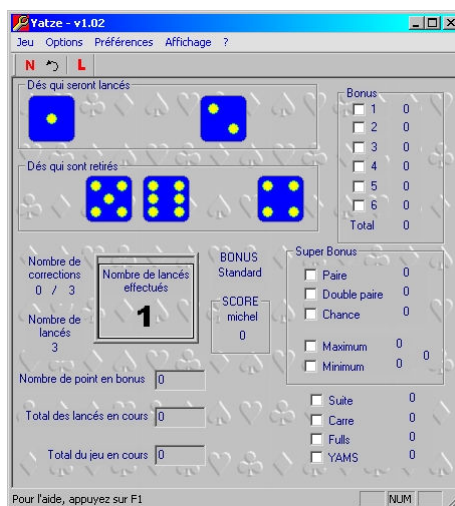 Yatze - v1.02
Jeu Options Préférences Affichage ?
N L
Dés qui seront lancés
Dés qui sont retirés
Bonus
1 0
2 0
3 0
4 0
5 0
6 0
Total 0
Nombre de
corrections
0 / 3
Nombre de
lancés
3
Nombre de lancés
effectués
1
BONUS
Standard
SCORE
michel
0
Super Bonus
Paire 0
Double paire 0
Chance 0
Maximum 0
0
Minimum 0
Nombre de point en bonus 0
Total des lancés en cours 0
Total du jeu en cours 0
Suite 0
Carre 0
Fulls 0
YAMS 0
Pour l'aide, appuyez sur F1
NUM